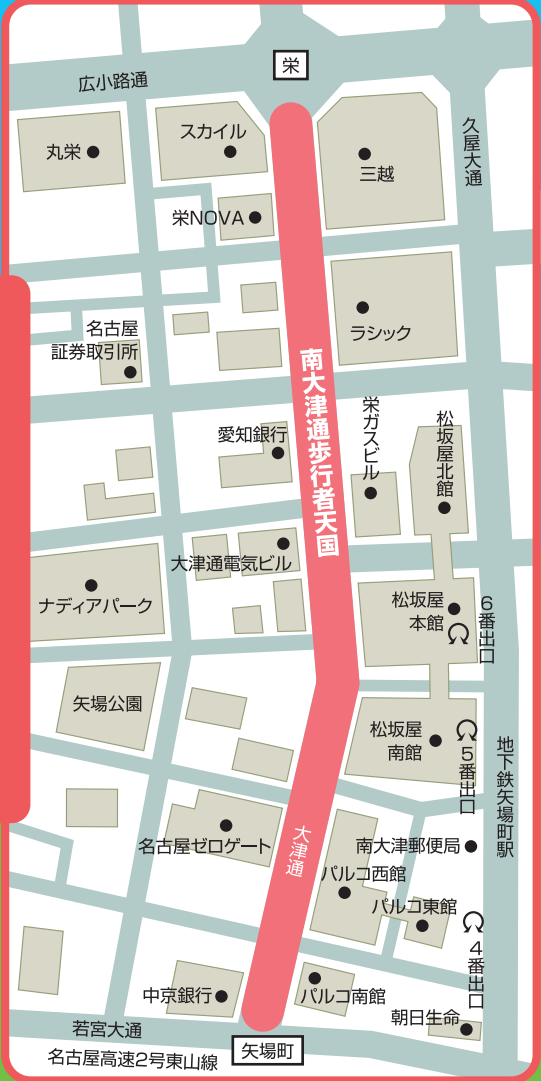 栄
広小路通
スカイル
丸栄
三越
久屋大通
栄NOVA
ラシック
名古屋
証券取引所
南大津通歩行者天国
栄ガスビル
松坂屋北館
愛知銀行
大津通電気ビル
ナディアパーク
松坂屋
本館
6番出口
矢場公園
松坂屋
南館
5番出口
地下鉄矢場町駅
大津通
名古屋ゼロゲート
南大津郵便局
パルコ西館
パルコ東館
4番出口
中京銀行
パルコ南館
朝日生命
若宮大通
名古屋高速2号東山線
矢場町